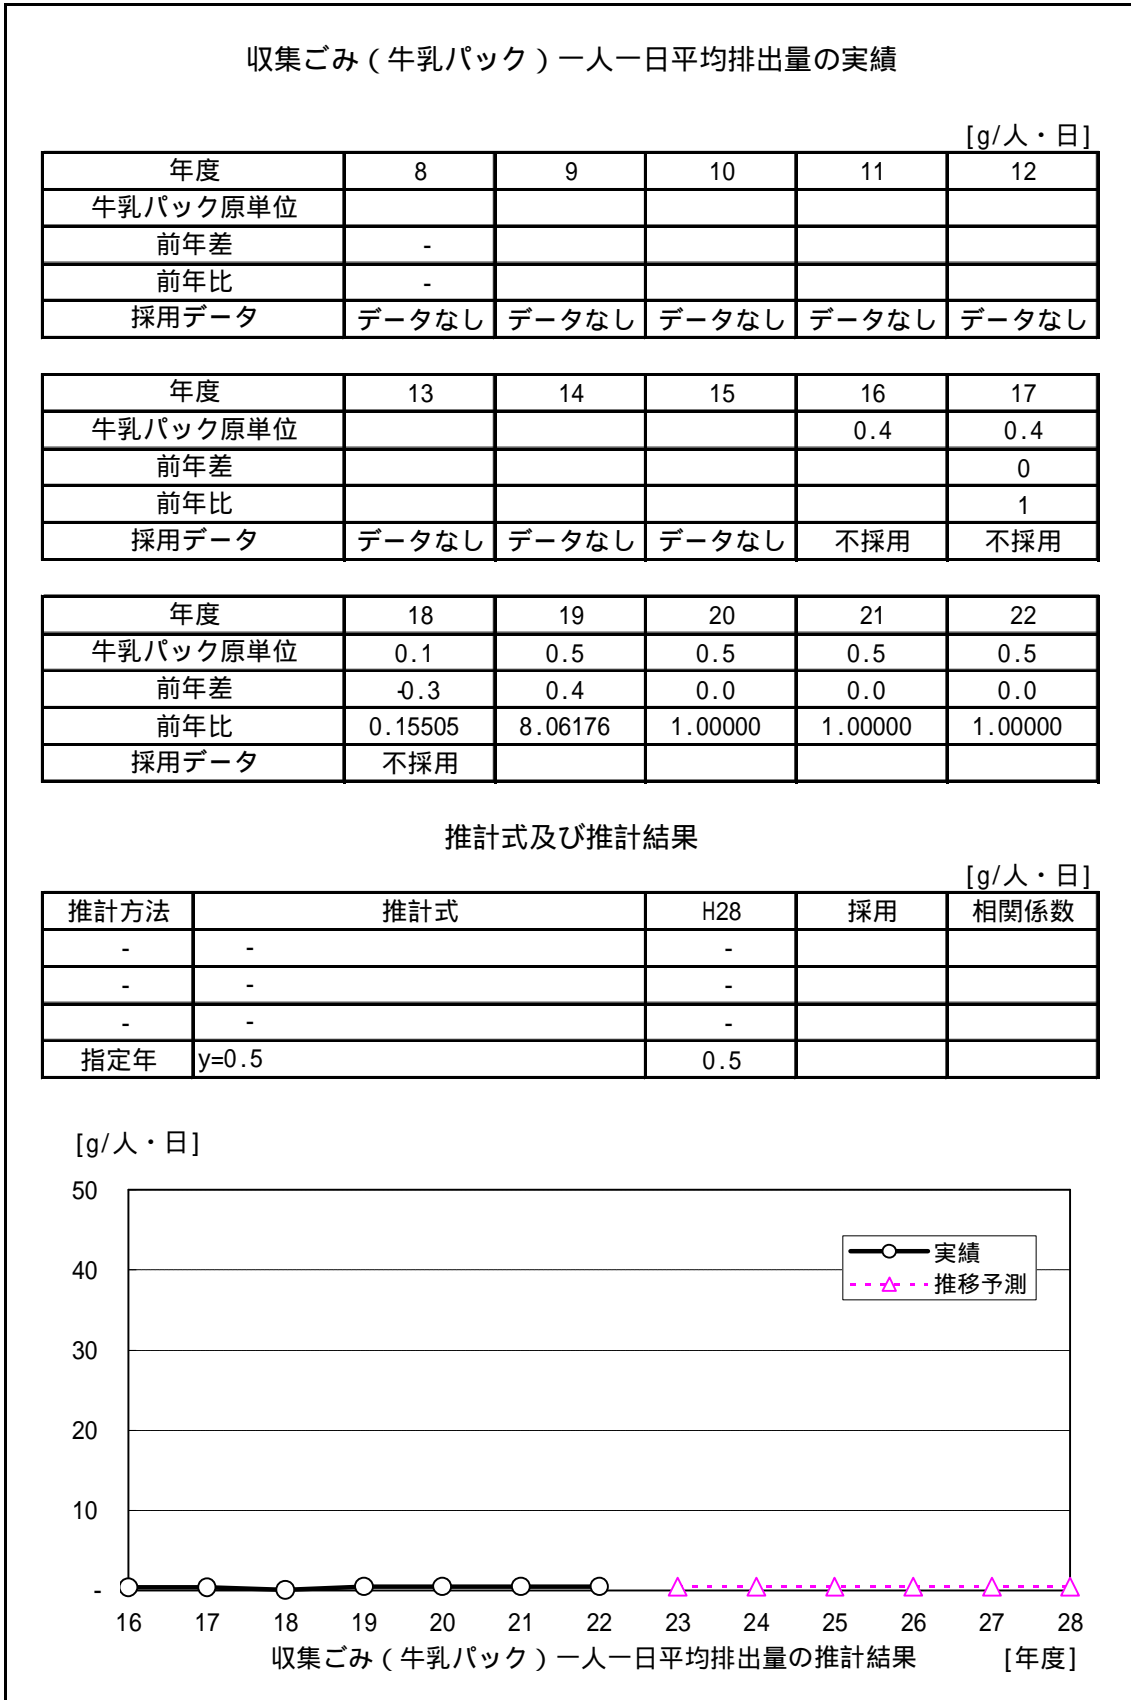 収集ごみ（牛乳パック）一人一日平均排出量の実績
[g/人・日]
年度 8 9 10 11 12
牛乳パック原単位
前年差 -
前年比 -
採用データ データなし データなし データなし データなし データなし
年度 13 14 15 16 17
牛乳パック原単位 0.4 0.4
前年差 0
前年比 1
採用データ データなし データなし データなし 不採用 不採用
年度 18 19 20 21 22
牛乳パック原単位 0.1 0.5 0.5 0.5 0.5
前年差 -0.3 0.4 0.0 0.0 0.0
前年比 0.15505 8.06176 1.00000 1.00000 1.00000
採用データ 不採用
推計式及び推計結果
[g/人・日]
推計方法 推計式 H28 採用 相関係数
- - -
- - -
- - -
指定年 y=0.5 0.5
[g/人・日]
50
40
30
20
10
-
実績
推移予測
16 17 18 19 20 21 22 23 24 25 26 27 28
収集ごみ（牛乳パック）一人一日平均排出量の推計結果 [年度]